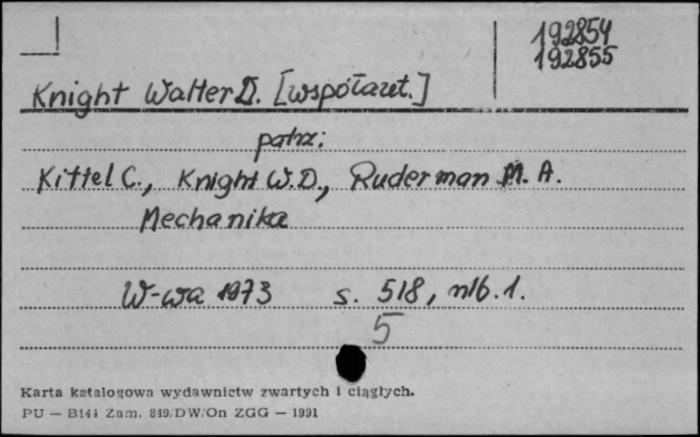 192854
192855
Knight Walter D. [współaut.]
patrz:
Kittel C., Knight W.D., Ruderman M. A.
Mechanika
W-wa 1973 s. 518, nlb. 1.
5
Karta katalogowa wydawnictw zwartych i ciągłych.
PU — B141 Zam. 849/DW/On ZGG — 1991